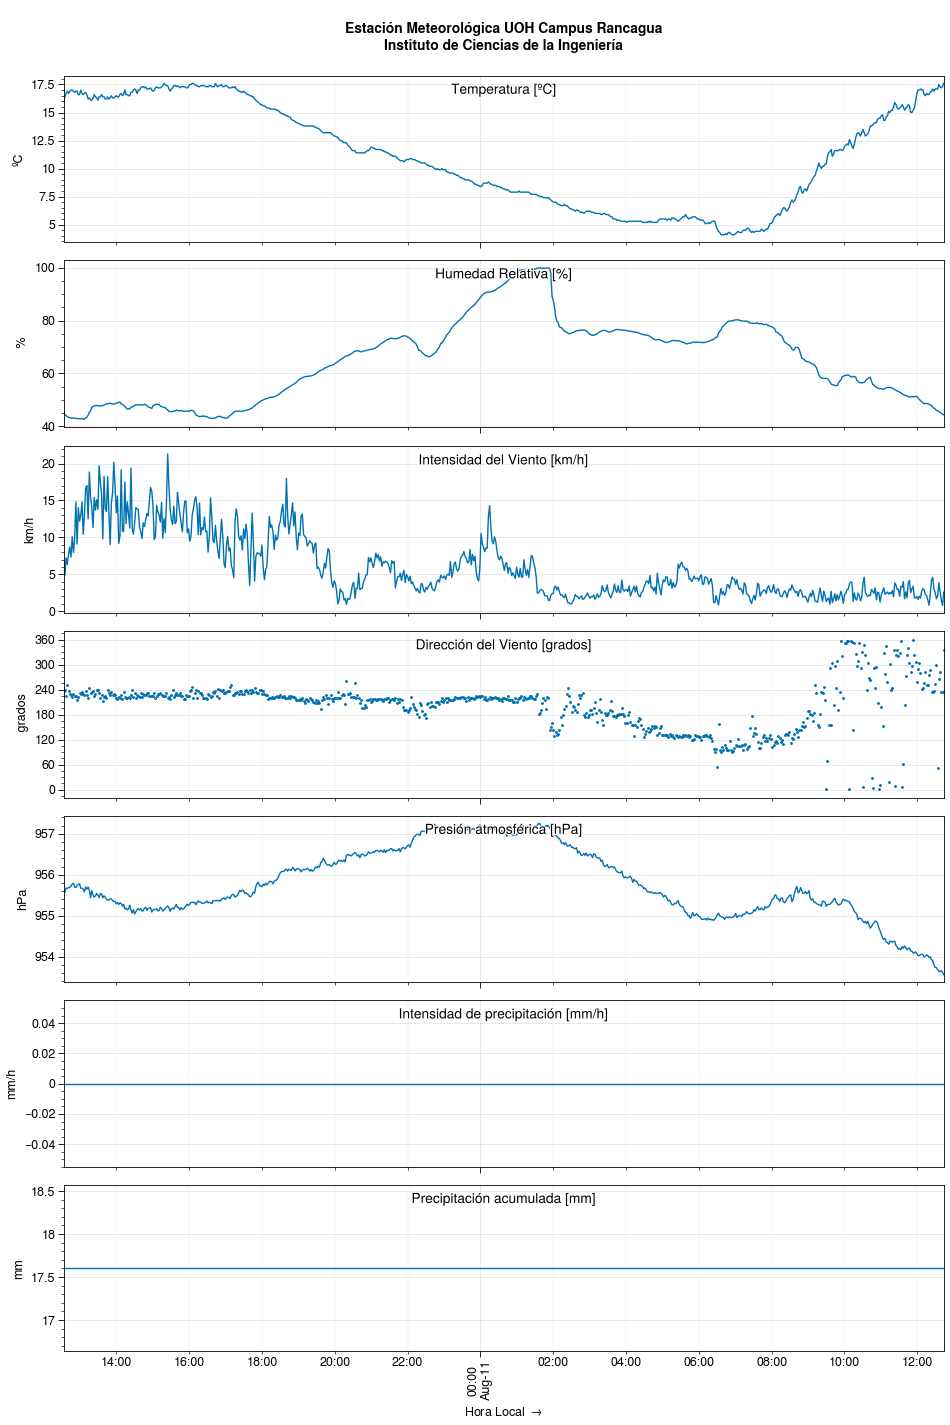 Estación Meteorológica UOH Campus Rancagua
Instituto de Ciencias de la Ingeniería
Temperatura [ºC]
17.5
15
12.5
10
7.5
5
ºC
Humedad Relativa [%]
100
80
60
40
%
Intensidad del Viento [km/h]
20
15
10
5
0
km/h
Dirección del Viento [grados]
360
300
240
180
120
60
0
grados
Presión atmosférica [hPa]
957
956
955
954
hPa
Intensidad de precipitación [mm/h]
0.04
0.02
0
−0.02
−0.04
mm/h
Precipitación acumulada [mm]
18.5
18
17.5
17
mm
14:00 16:00 18:00 20:00 22:00 00:00 02:00 04:00 06:00 08:00 10:00 12:00
Aug-11
Hora Local →